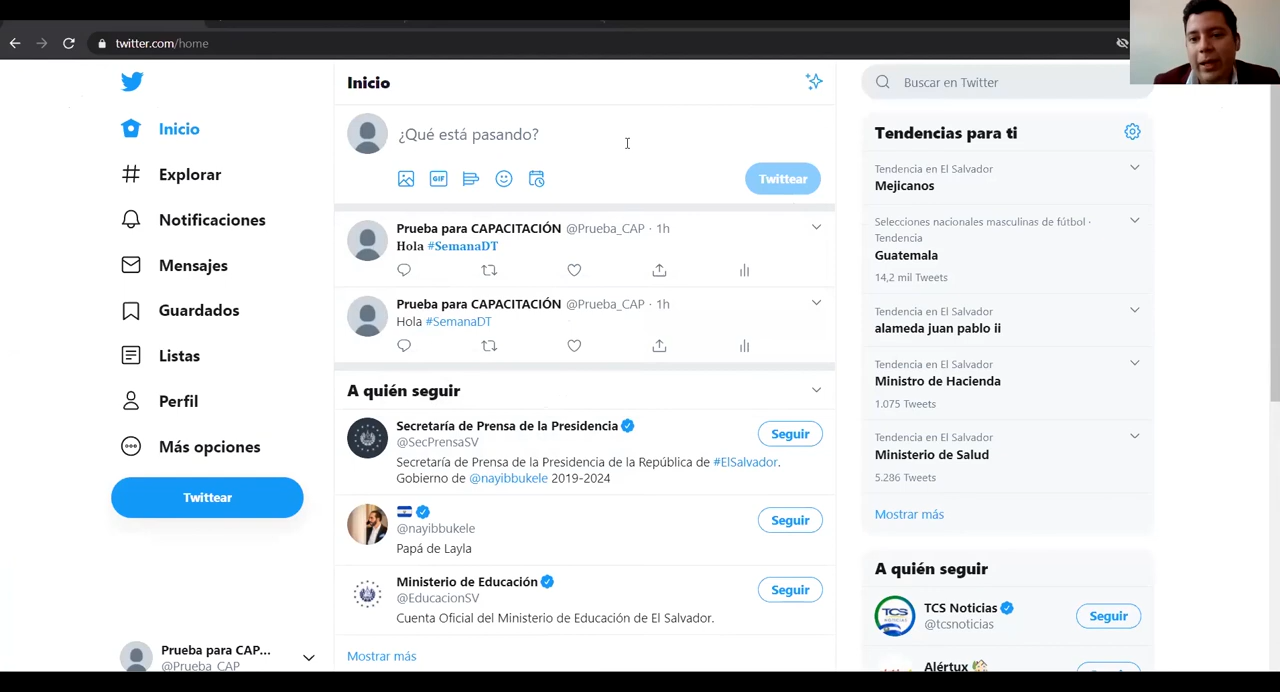 twitter.com/home
Inicio
Explorar
Notificaciones
Mensajes
Guardados
Listas
Perfil
Más opciones
Twittear
Prueba para CAP...
@Prueba_CAP
Inicio
¿Qué está pasando?
GIF
Twittear
Prueba para CAPACITACIÓN @Prueba_CAP · 1h
Hola #SemanaDT
Prueba para CAPACITACIÓN @Prueba_CAP · 1h
Hola #SemanaDT
A quién seguir
Secretaría de Prensa de la Presidencia
@SecPrensaSV
Seguir
Secretaría de Prensa de la Presidencia de la República de #ElSalvador.
Gobierno de @nayibbukele 2019-2024
@nayibbukele
Seguir
Papá de Layla
Ministerio de Educación
@EducacionSV
Seguir
Cuenta Oficial del Ministerio de Educación de El Salvador.
Mostrar más
Buscar en Twitter
Tendencias para ti
Tendencia en El Salvador
Mejicanos
Selecciones nacionales masculinas de fútbol ·
Tendencia
Guatemala
14,2 mil Tweets
Tendencia en El Salvador
alameda juan pablo ii
Tendencia en El Salvador
Ministro de Hacienda
1.075 Tweets
Tendencia en El Salvador
Ministerio de Salud
5.286 Tweets
Mostrar más
A quién seguir
TCS NOTICIAS
TCS Noticias
@tcsnoticias
Seguir
Alértux